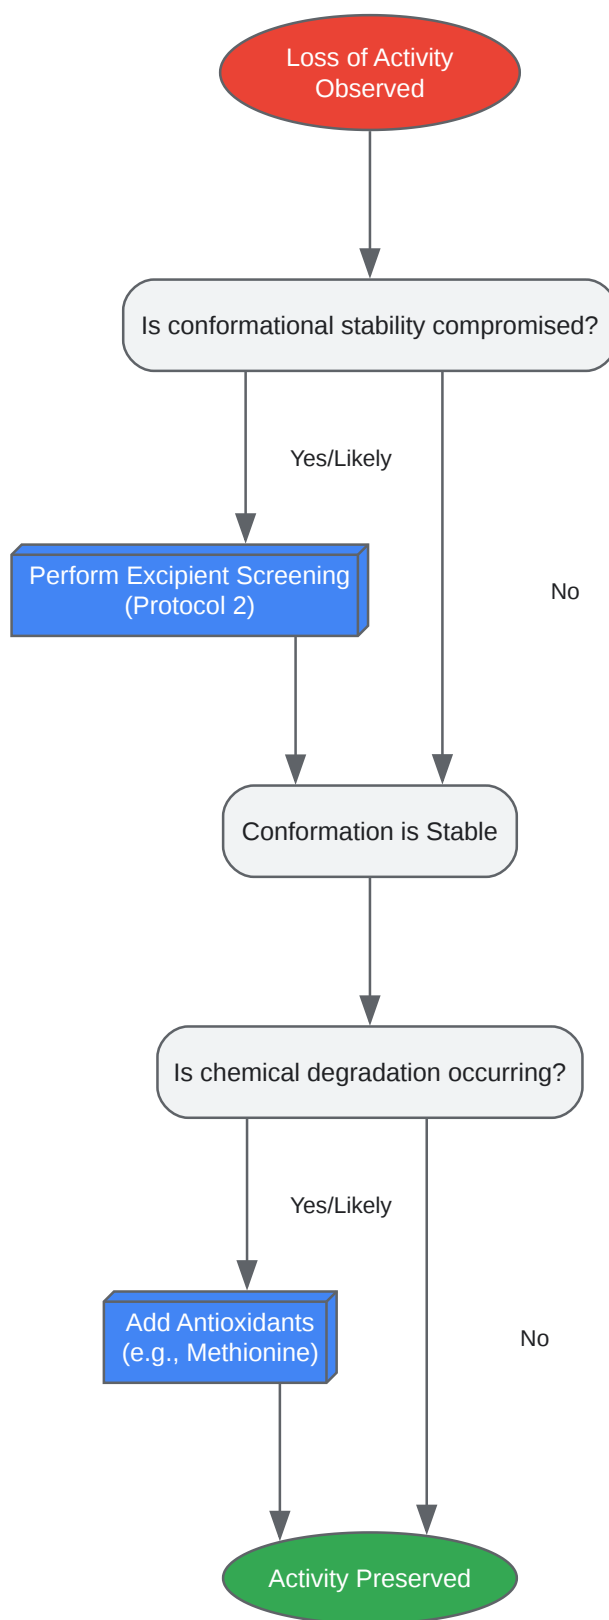 Loss of Activity
Observed
Is conformational stability compromised?
Yes/Likely
Perform Excipient Screening
(Protocol 2)
No
Conformation is Stable
Is chemical degradation occurring?
Yes/Likely
Add Antioxidants
(e.g., Methionine)
No
Activity Preserved